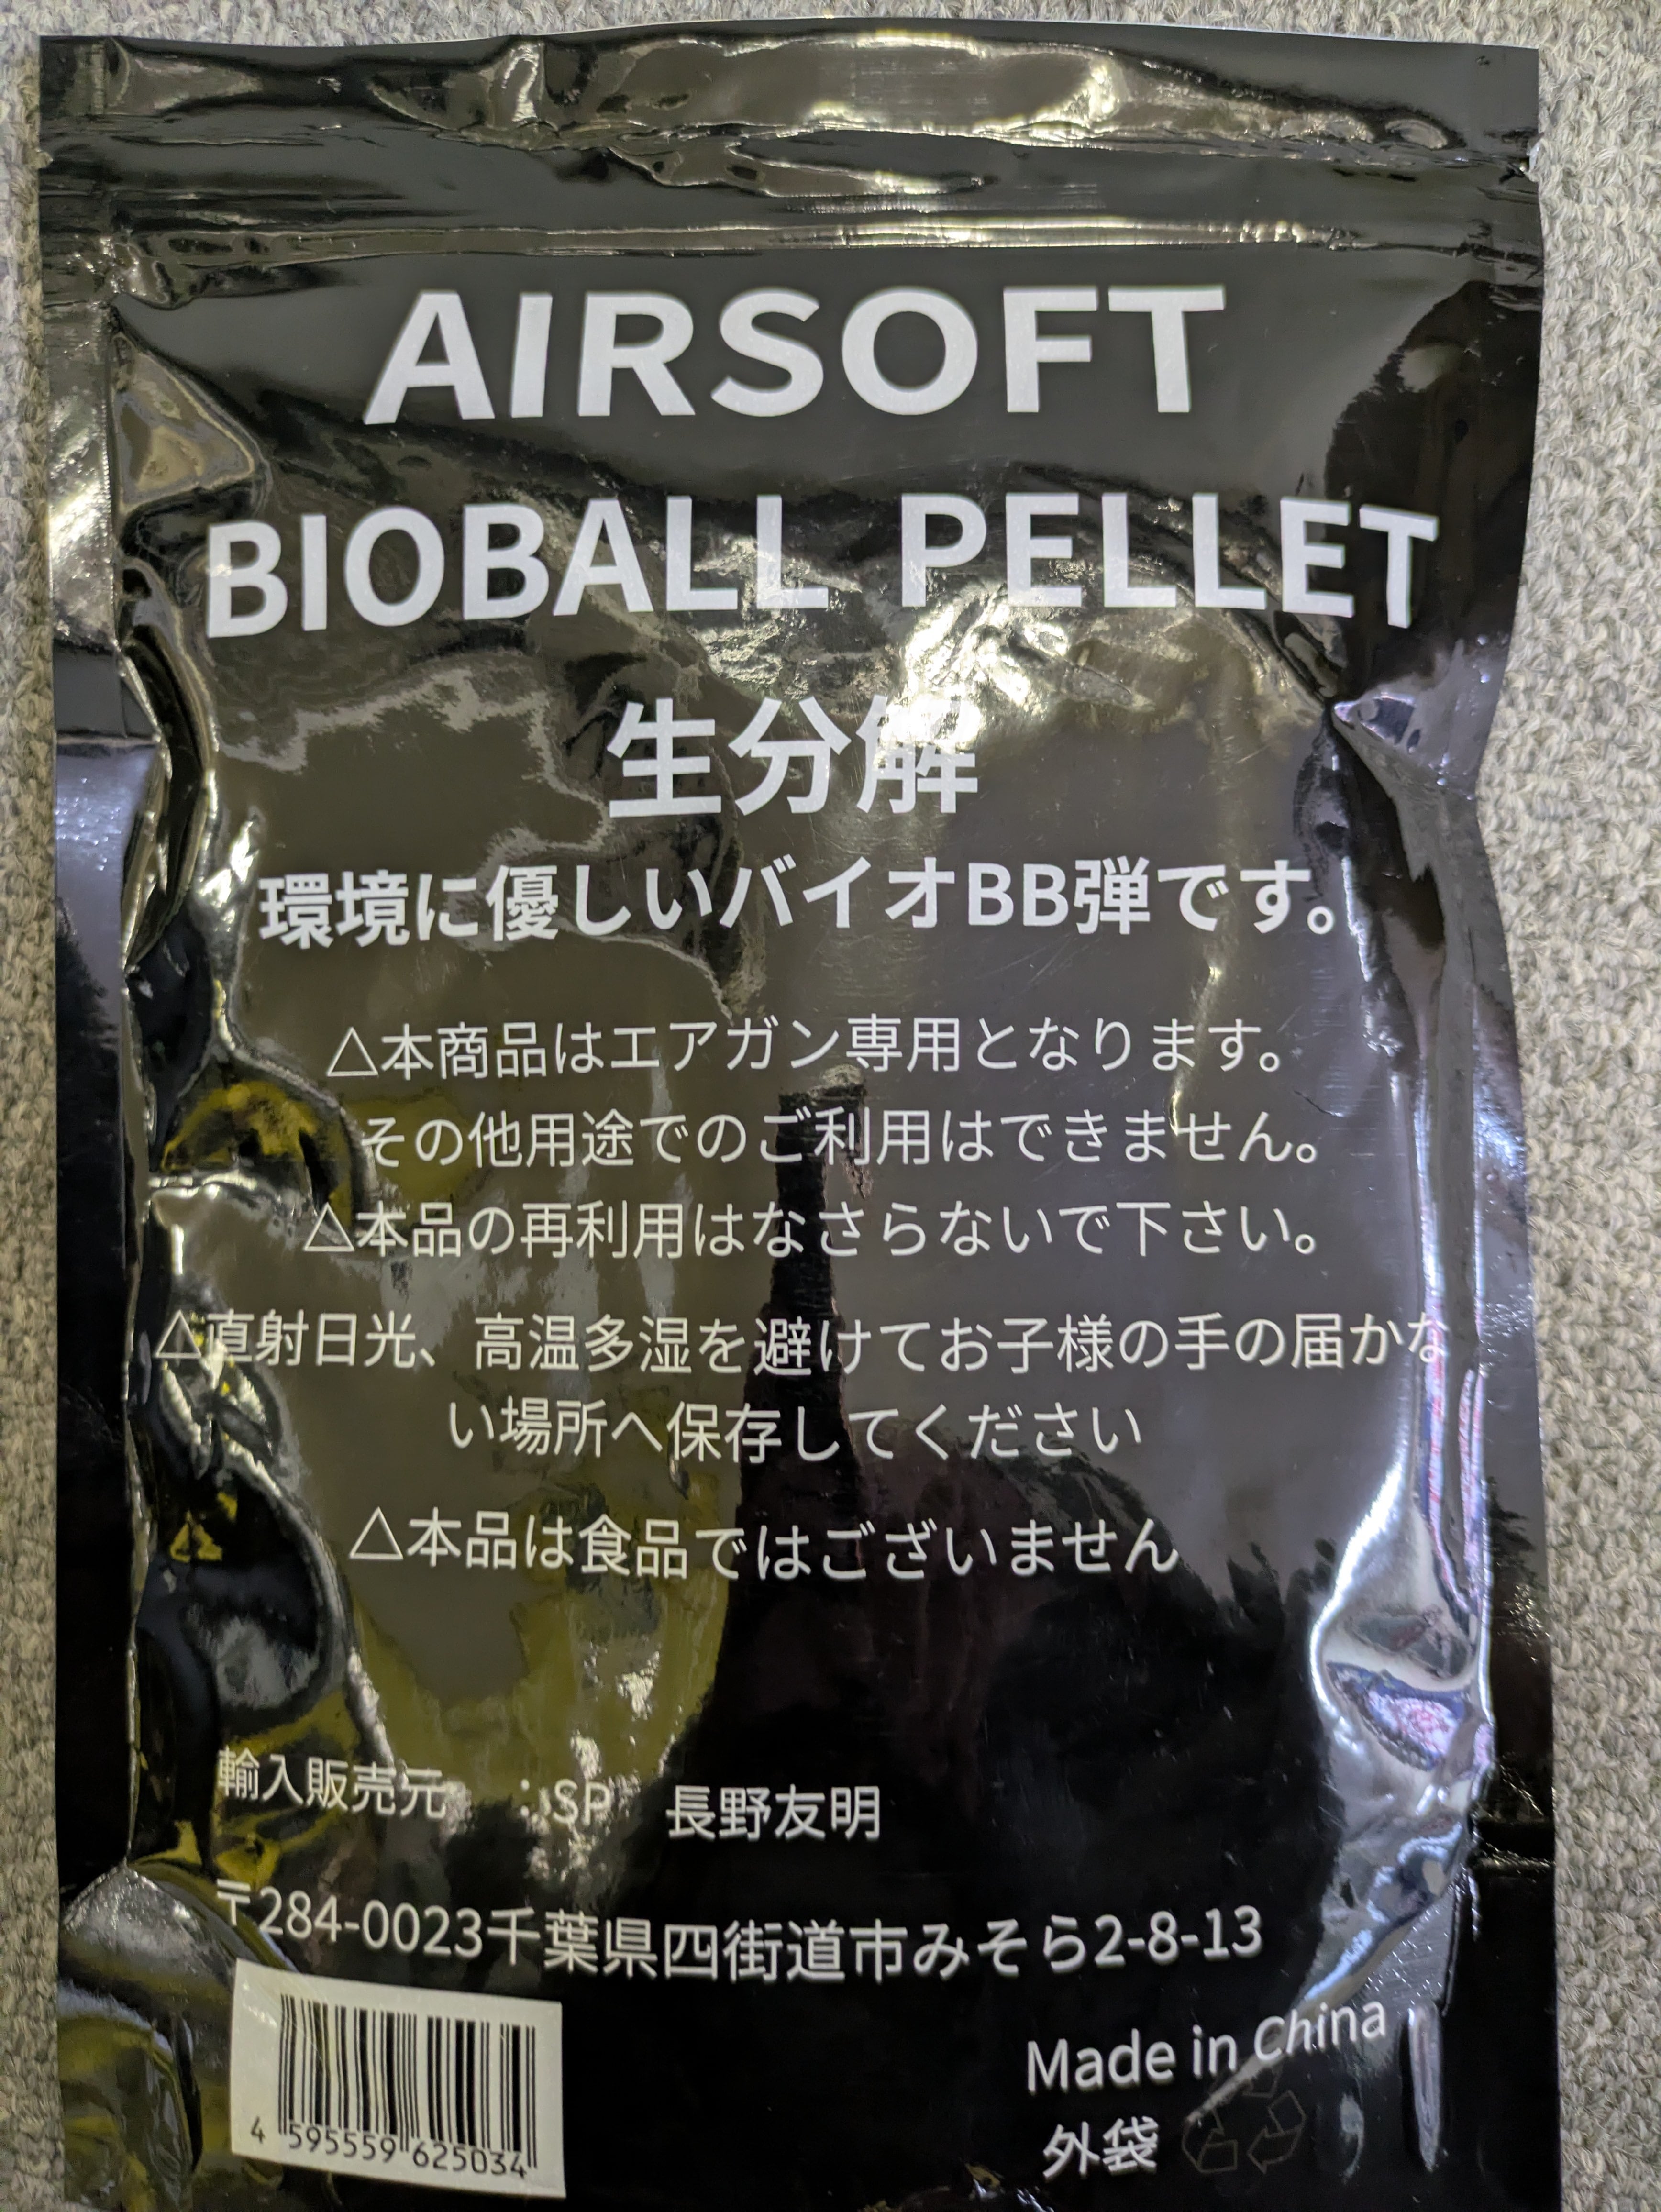 AIRSOFT
BIOBALL PELLET
生分解
環境に優しいバイオBB弾です。
△本商品はエアガン専用となります。
その他用途でのご利用はできません。
△本品の再利用はなさらないで下さい。
△直射日光、高温多湿を避けてお子様の手の届かな
い場所へ保存してください
△本品は食品ではございません
輸入販売元 :SP 長野友明
〒284-0023千葉県四街道市みそら2-8-13
4 595559 625034
Made in China
外袋